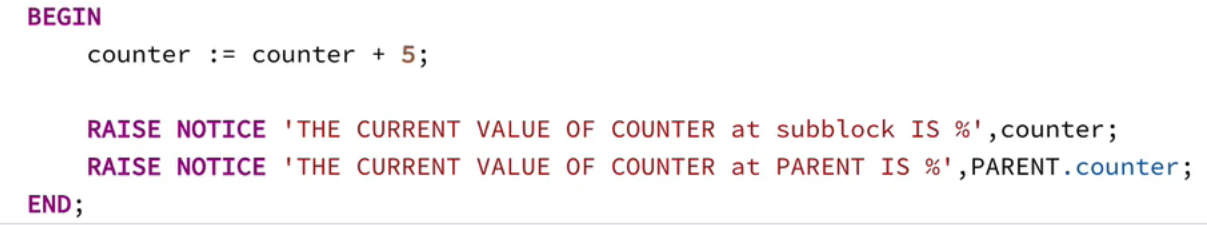 BEGIN
counter := counter + 5;
RAISE NOTICE 'THE CURRENT VALUE OF COUNTER at subblock IS %',counter;
RAISE NOTICE 'THE CURRENT VALUE OF COUNTER at PARENT IS %',PARENT.counter;
END;